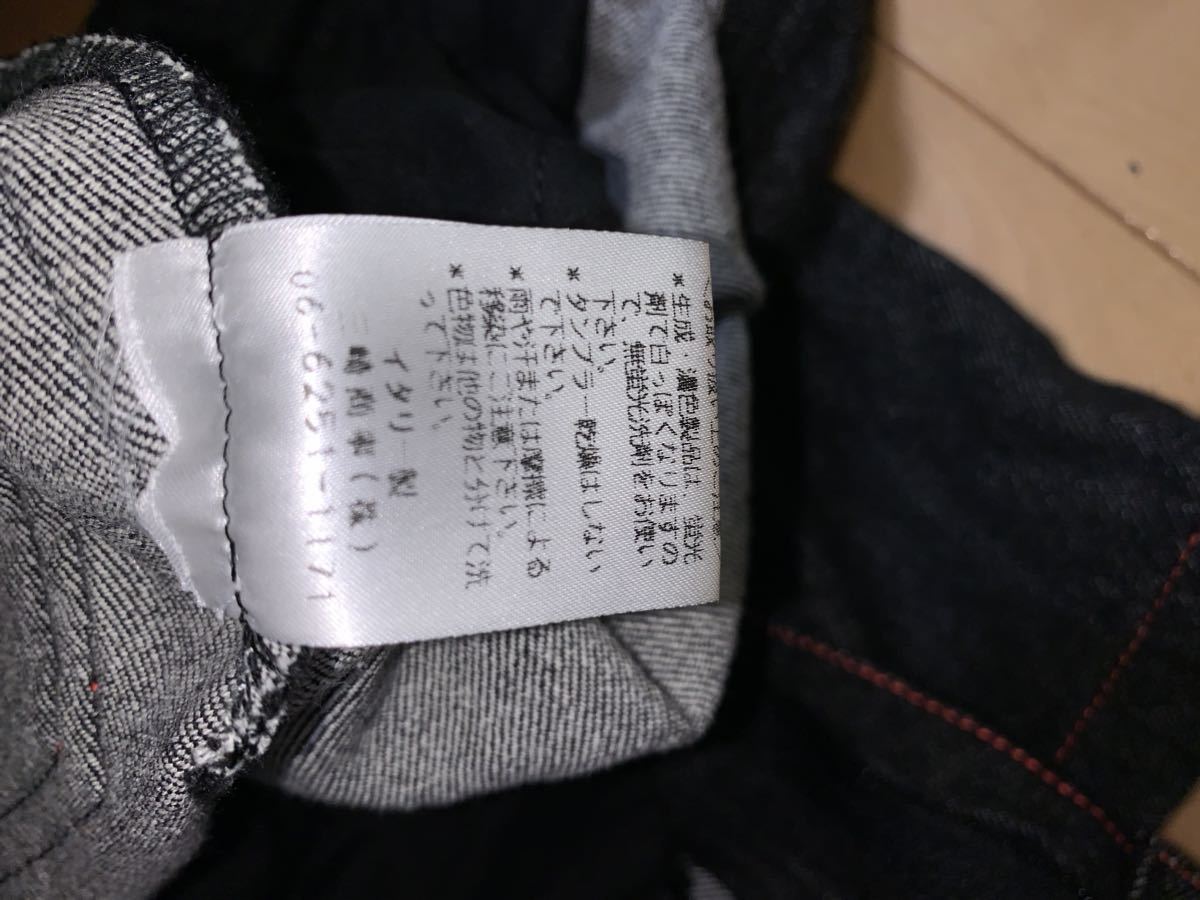 *生成・濃色製品は、蛍光
剤で白っぽくなりますの
で、無蛍光洗剤をお使い
下さい。
*タンブラー乾燥はしない
で下さい。
*雨や汗または摩擦による
移染にご注意下さい。
*色物は他の物と分けて洗
って下さい。
イタリー製
三崎商事(株)
06-6251-1171